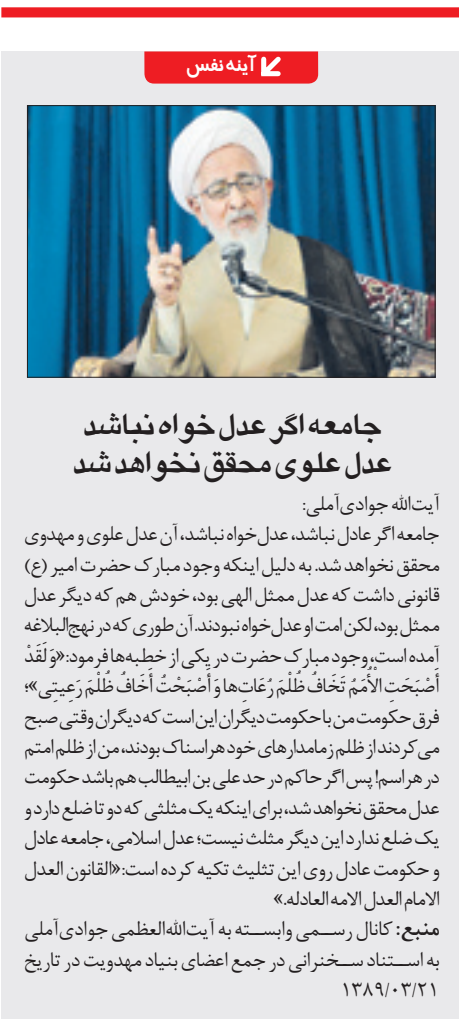 آینه نفس
جامعه اگر عدل خواه نباشد
عدل علوی محقق نخواهد شد
آیت‌الله جوادی‌آملی:
جامعه اگر عادل نباشد، عدل‌خواه نباشد، آن عدل علوی و مهدوی
محقق نخواهد شد. به دلیل اینکه وجود مبارک حضرت امیر (ع)
قانونی داشت که عدل ممثل الهی بود، خودش هم که دیگر عدل
ممثل بود، لکن امت او عدل‌خواه نبودند. آن طوری که در نهج‌البلاغه
آمده است، وجود مبارک حضرت در یکی از خطبه‌ها فرمود: «وَلَقَدْ
أَصْبَحَتِ الْأُمَمُ تَخَافُ ظُلْمَ رُعَاتِها وَ أَصْبَحْتُ أَخَافُ ظُلْمَ رَعِیتِی»؛
فرق حکومت من با حکومت دیگران این است که دیگران وقتی صبح
می‌کردند از ظلم زمامدارهای خود هراسناک بودند، من از ظلم امتم
در هراسم! پس اگر حاکم در حد علی بن ابیطالب هم باشد حکومت
عدل محقق نخواهد شد، برای اینکه یک مثلثی که دو تا ضلع دارد و
یک ضلع ندارد این دیگر مثلث نیست؛ عدل اسلامی، جامعه عادل
و حکومت عادل روی این تثلیث تکیه کرده است: «القانون العدل
الامام العدل الامه العادله.»
منبع: کانال رسمی وابسته به آیت‌الله‌العظمی جوادی‌آملی
به استناد سخنرانی در جمع اعضای بنیاد مهدویت در تاریخ
۱۳۸۹/۰۳/۲۱